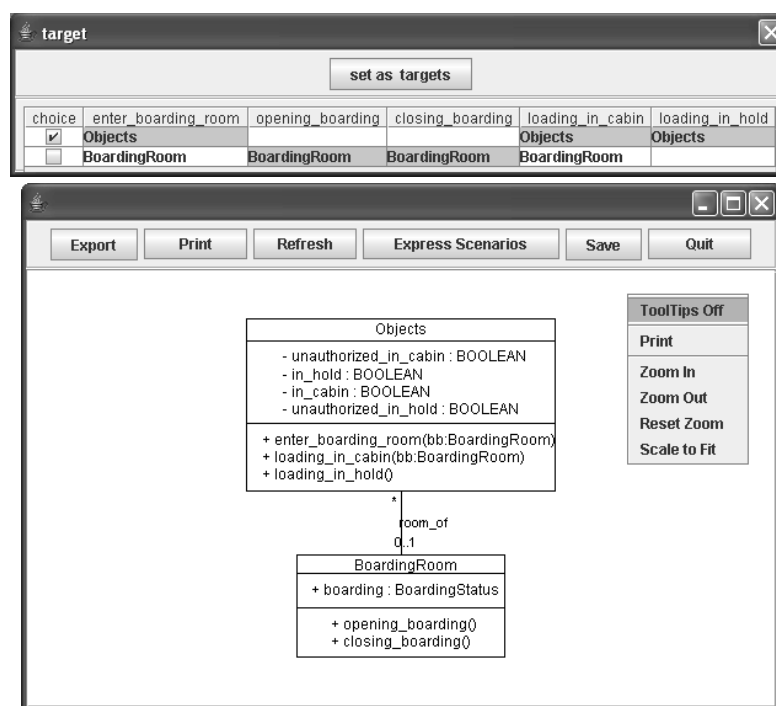 target
set as targets
choice enter_boarding_room opening_boarding closing_boarding loading_in_cabin loading_in_hold
Objects Objects Objects
BoardingRoom BoardingRoom BoardingRoom BoardingRoom
Export Print Refresh Express Scenarios Save Quit
ToolTips Off
Print
Zoom In
Zoom Out
Reset Zoom
Scale to Fit
Objects
- unauthorized_in_cabin : BOOLEAN
- in_hold : BOOLEAN
- in_cabin : BOOLEAN
- unauthorized_in_hold : BOOLEAN
+ enter_boarding_room(bb:BoardingRoom)
+ loading_in_cabin(bb:BoardingRoom)
+ loading_in_hold()
*
room_of
0..1
BoardingRoom
+ boarding : BoardingStatus
+ opening_boarding()
+ closing_boarding()